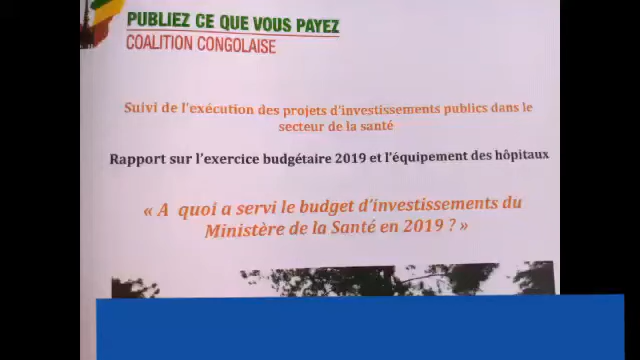 PUBLIEZ CE QUE VOUS PAYEZ
COALITION CONGOLAISE
Suivi de l'exécution des projets d'investissements publics dans le
secteur de la santé
Rapport sur l'exercice budgétaire 2019 et l'équipement des hôpitaux
« A quoi a servi le budget d'investissements du
Ministère de la Santé en 2019 ? »